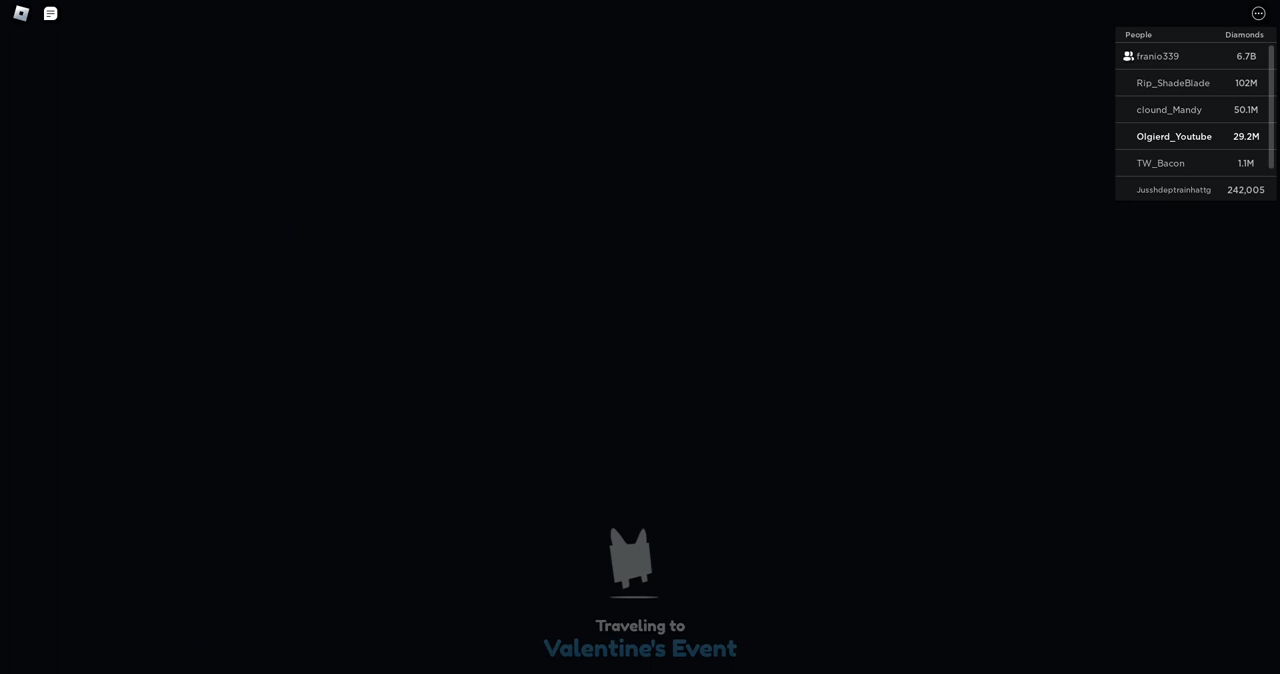 People Diamonds
franio339 6.7B
Rip_ShadeBlade 102M
clound_Mandy 50.1M
Olgierd_Youtube 29.2M
TW_Bacon 1.1M
Jusshdeptrainhattg 242,005
Traveling to
Valentine's Event